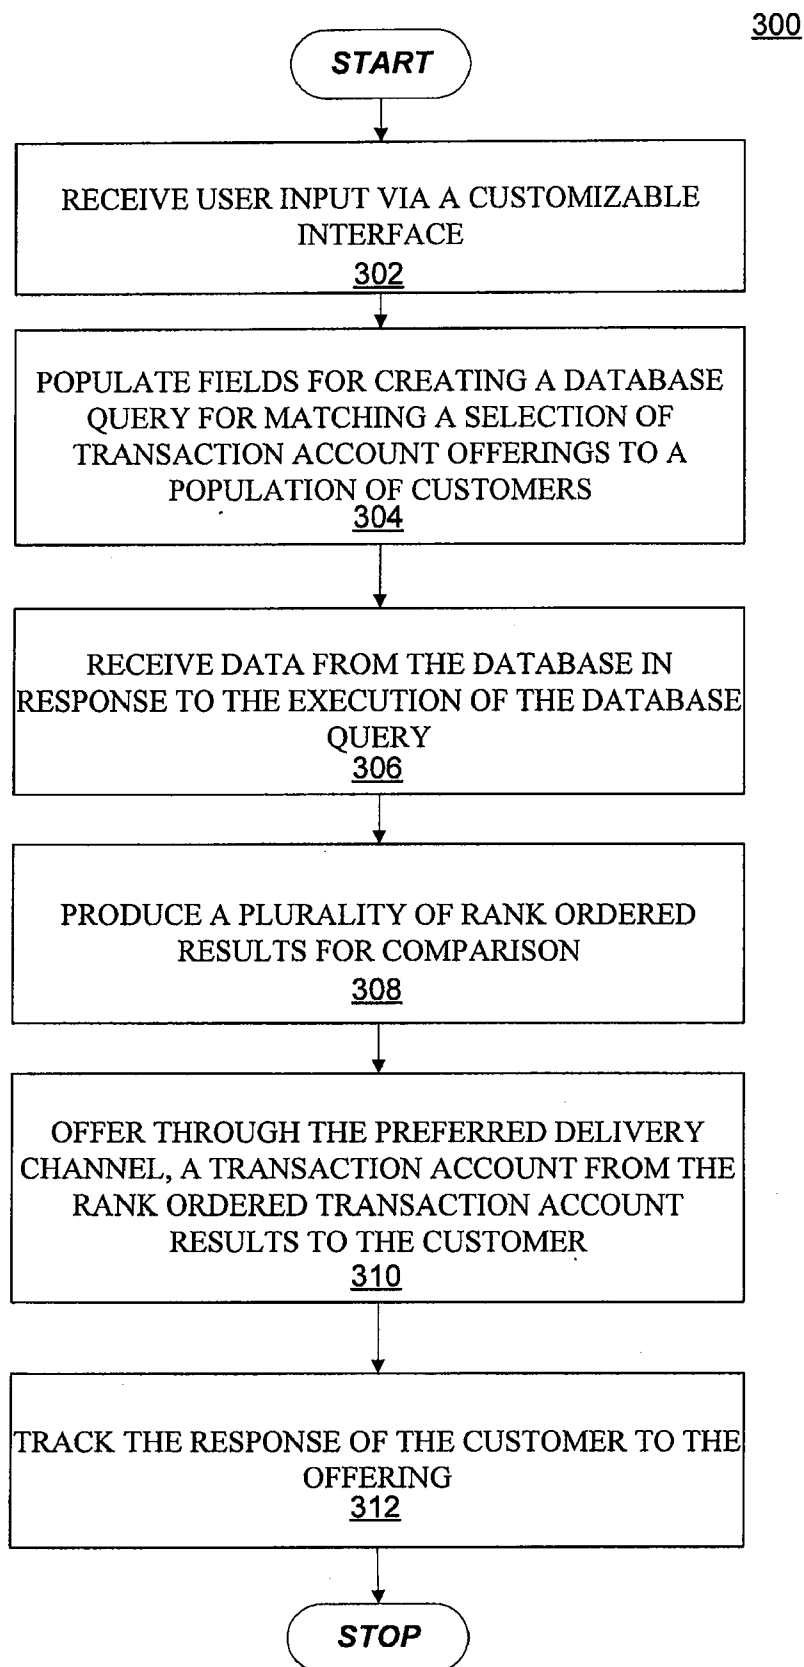 300
START
RECEIVE USER INPUT VIA A CUSTOMIZABLE
INTERFACE
302
POPULATE FIELDS FOR CREATING A DATABASE
QUERY FOR MATCHING A SELECTION OF
TRANSACTION ACCOUNT OFFERINGS TO A
POPULATION OF CUSTOMERS
304
RECEIVE DATA FROM THE DATABASE IN
RESPONSE TO THE EXECUTION OF THE DATABASE
QUERY
306
PRODUCE A PLURALITY OF RANK ORDERED
RESULTS FOR COMPARISON
308
OFFER THROUGH THE PREFERRED DELIVERY
CHANNEL, A TRANSACTION ACCOUNT FROM THE
RANK ORDERED TRANSACTION ACCOUNT
RESULTS TO THE CUSTOMER
310
TRACK THE RESPONSE OF THE CUSTOMER TO THE
OFFERING
312
STOP